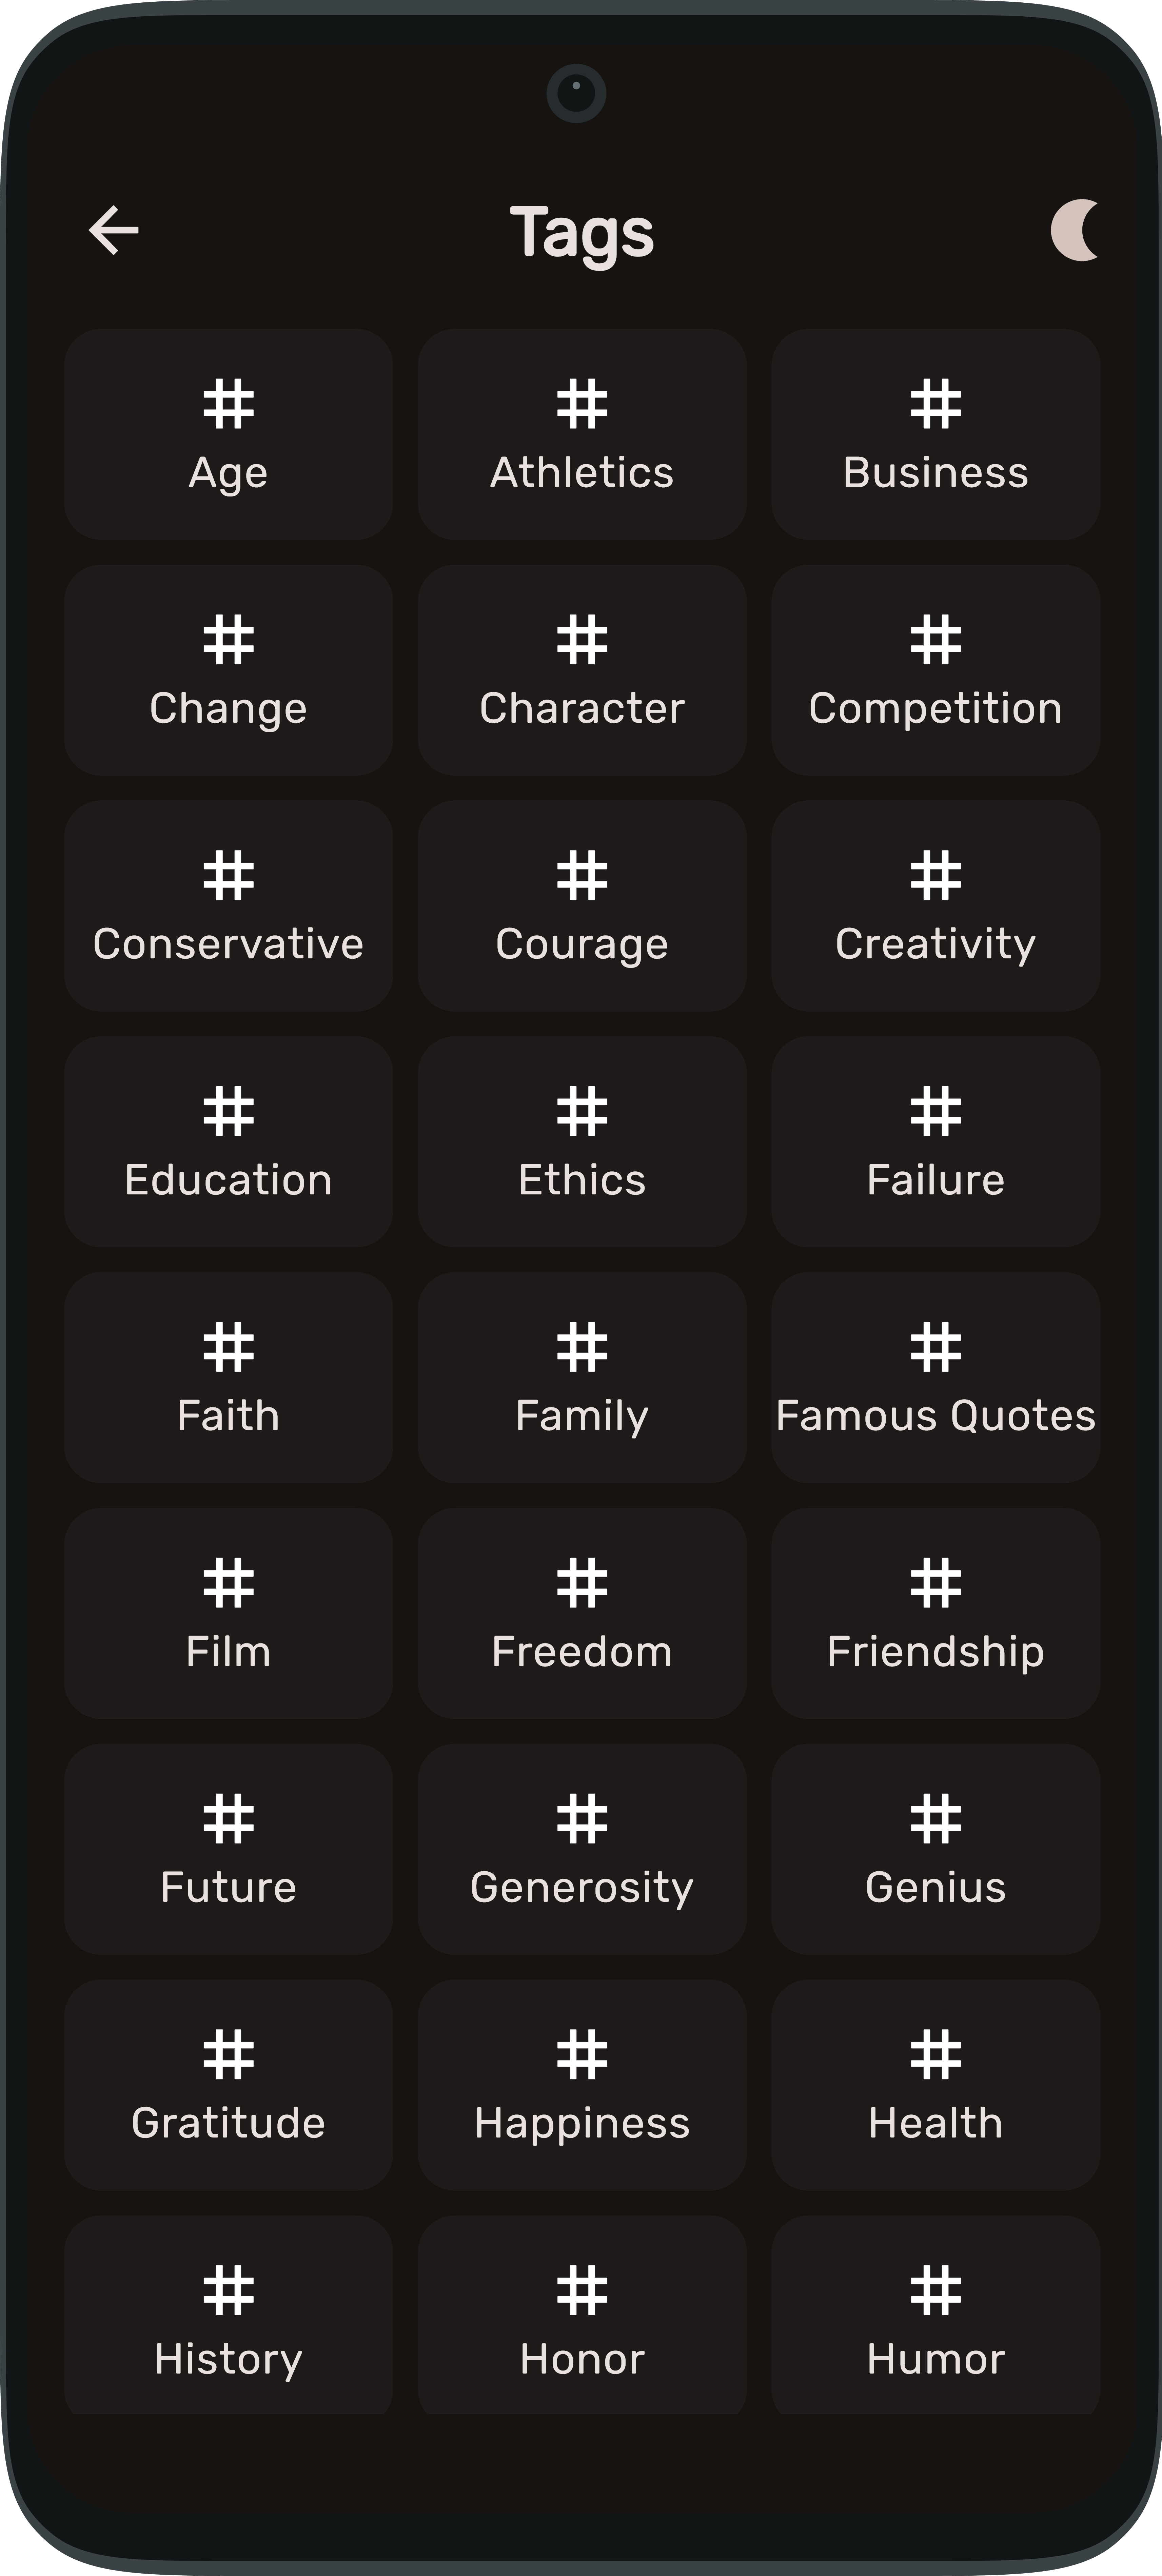 Tags
# # #
Age Athletics Business
# # #
Change Character Competition
# # #
Conservative Courage Creativity
# # #
Education Ethics Failure
# # #
Faith Family Famous Quotes
# # #
Film Freedom Friendship
# # #
Future Generosity Genius
# # #
Gratitude Happiness Health
# # #
History Honor Humor